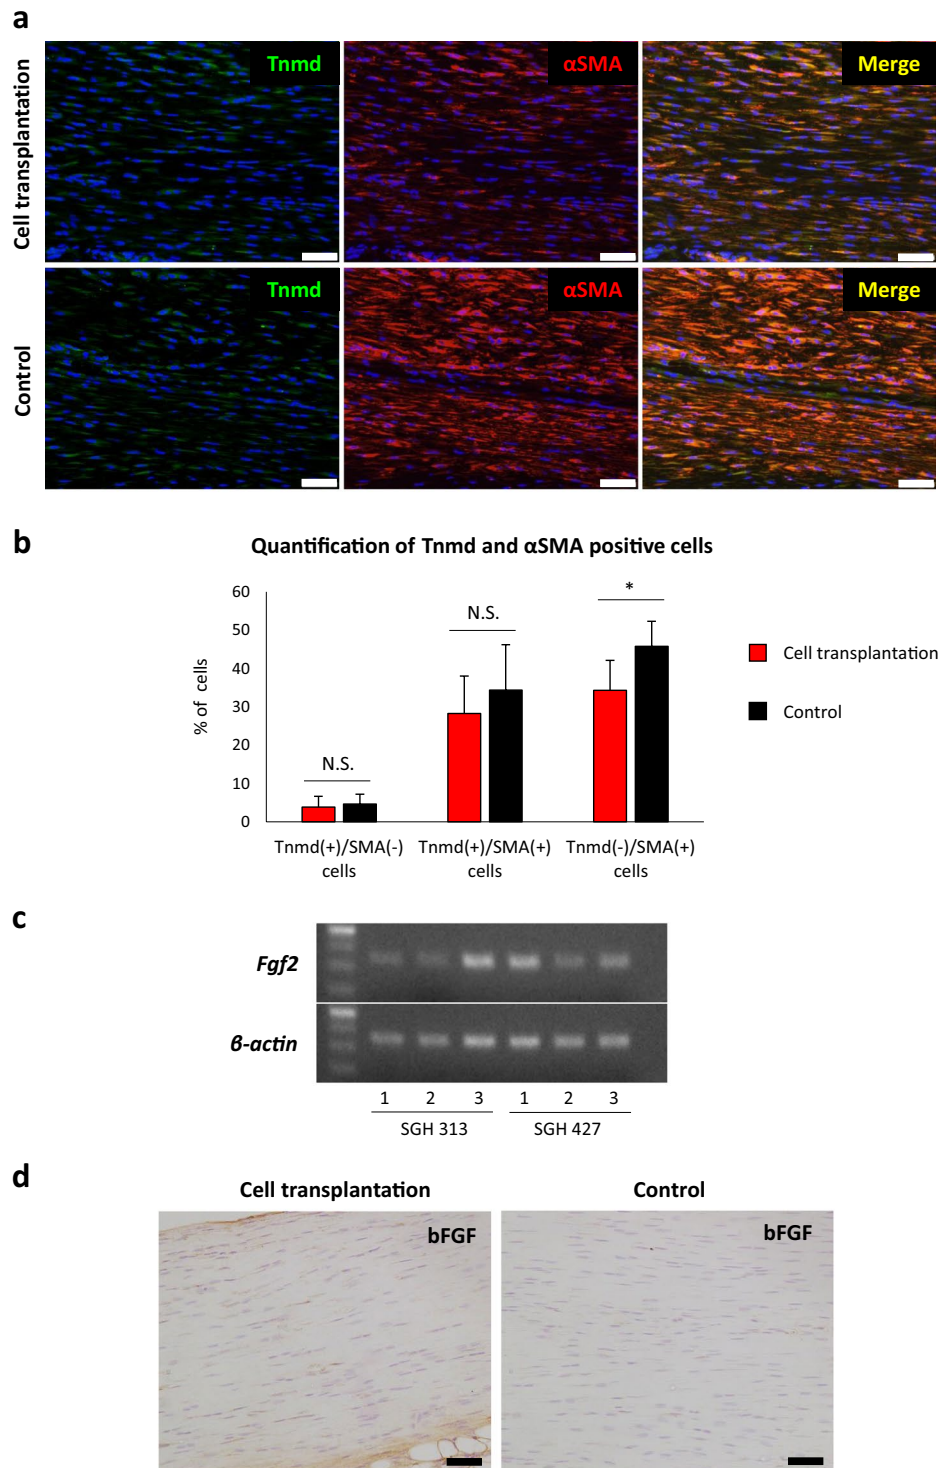 a
Cell transplantation
Tnmd
αSMA
Merge
Control
Tnmd
αSMA
Merge
b
Quantification of Tnmd and αSMA positive cells
% of cells
60
50
40
30
20
10
0
N.S.
N.S.
*
Tnmd(+)/SMA(-) cells
Tnmd(+)/SMA(+) cells
Tnmd(-)/SMA(+) cells
Cell transplantation
Control
c
Fgf2
β-actin
1 2 3 1 2 3
SGH 313 SGH 427
d
Cell transplantation
Control
bFGF
bFGF